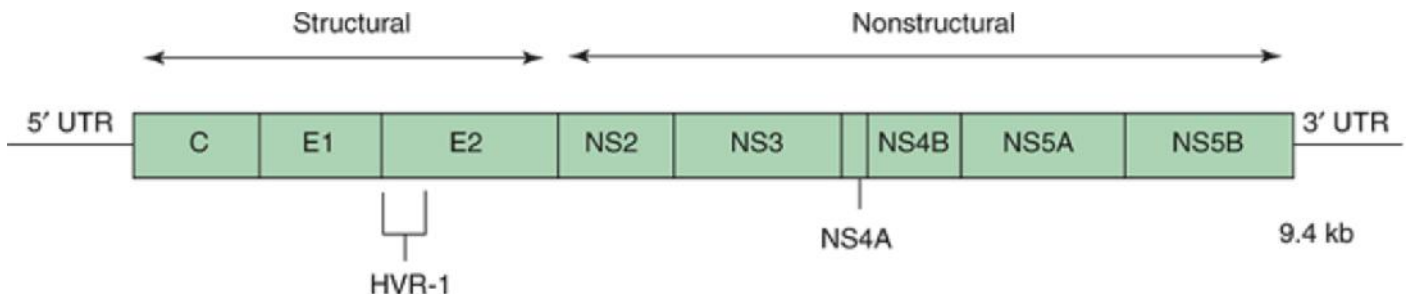 Structural Nonstructural
5′ UTR C E1 E2 NS2 NS3 NS4B NS5A NS5B 3′ UTR
NS4A
9.4 kb
HVR-1